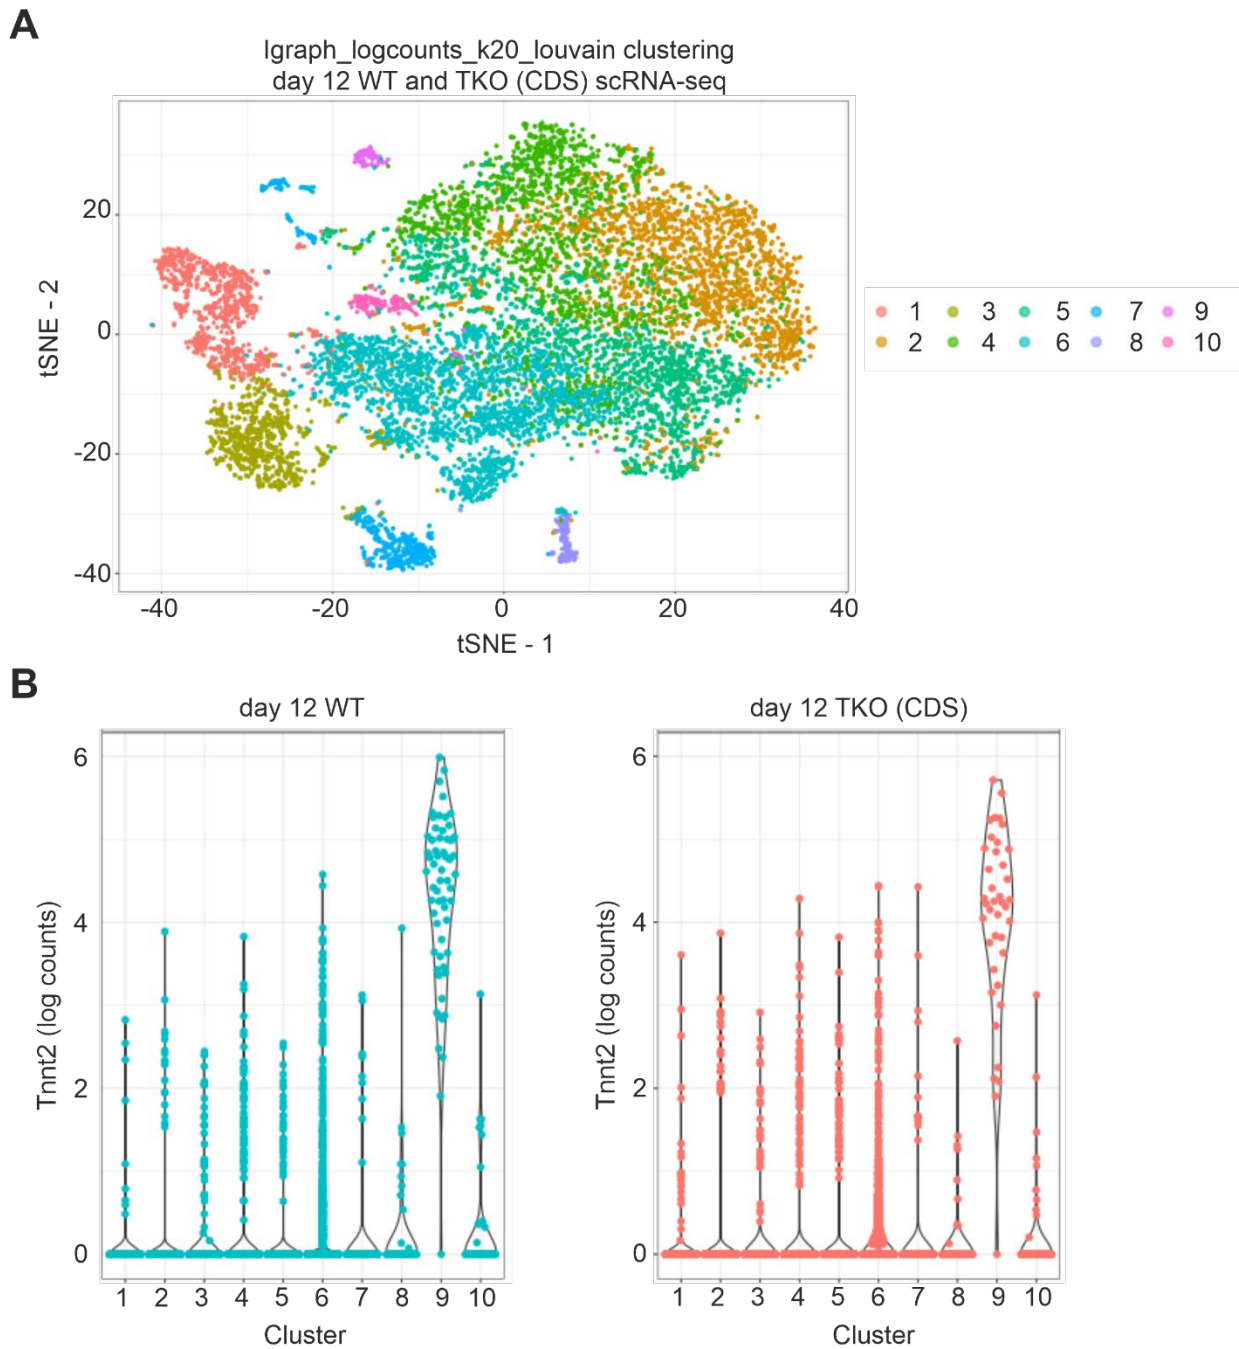 A
Igraph_logcounts_k20_louvain clustering
day 12 WT and TKO (CDS) scRNA-seq
tSNE - 2
20
0
-20
-40
-40 -20 0 20 40
tSNE - 1
1 3 5 7 9
2 4 6 8 10
B
day 12 WT
Tnnt2 (log counts)
6
4
2
0
1 2 3 4 5 6 7 8 9 10
Cluster
day 12 TKO (CDS)
Tnnt2 (log counts)
6
4
2
0
1 2 3 4 5 6 7 8 9 10
Cluster